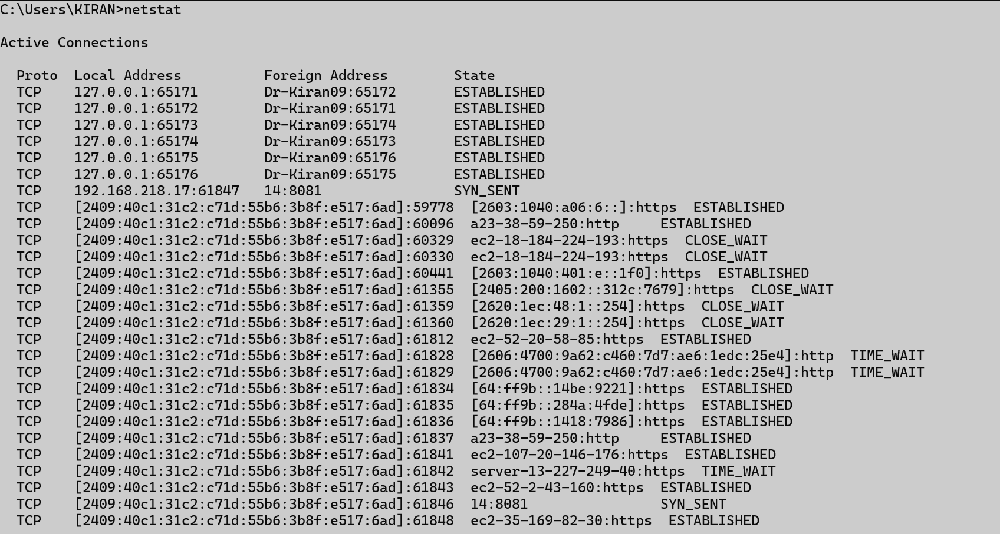 C:\Users\KIRAN>netstat
Active Connections
Proto  Local Address          Foreign Address        State
TCP    127.0.0.1:65171        Dr-Kiran09:65172       ESTABLISHED
TCP    127.0.0.1:65172        Dr-Kiran09:65171       ESTABLISHED
TCP    127.0.0.1:65173        Dr-Kiran09:65174       ESTABLISHED
TCP    127.0.0.1:65174        Dr-Kiran09:65173       ESTABLISHED
TCP    127.0.0.1:65175        Dr-Kiran09:65176       ESTABLISHED
TCP    127.0.0.1:65176        Dr-Kiran09:65175       ESTABLISHED
TCP    192.168.218.17:61847   14:8081                SYN_SENT
TCP    [2409:40c1:31c2:c71d:55b6:3b8f:e517:6ad]:59778  [2603:1040:a06:6::]:https  ESTABLISHED
TCP    [2409:40c1:31c2:c71d:55b6:3b8f:e517:6ad]:60096  a23-38-59-250:http     ESTABLISHED
TCP    [2409:40c1:31c2:c71d:55b6:3b8f:e517:6ad]:60329  ec2-18-184-224-193:https  CLOSE_WAIT
TCP    [2409:40c1:31c2:c71d:55b6:3b8f:e517:6ad]:60330  ec2-18-184-224-193:https  CLOSE_WAIT
TCP    [2409:40c1:31c2:c71d:55b6:3b8f:e517:6ad]:60441  [2603:1040:401:e::1f0]:https  ESTABLISHED
TCP    [2409:40c1:31c2:c71d:55b6:3b8f:e517:6ad]:61355  [2405:200:1602::312c:7679]:https  CLOSE_WAIT
TCP    [2409:40c1:31c2:c71d:55b6:3b8f:e517:6ad]:61359  [2620:1ec:48:1::254]:https  CLOSE_WAIT
TCP    [2409:40c1:31c2:c71d:55b6:3b8f:e517:6ad]:61360  [2620:1ec:29:1::254]:https  CLOSE_WAIT
TCP    [2409:40c1:31c2:c71d:55b6:3b8f:e517:6ad]:61812  ec2-52-20-58-85:https  ESTABLISHED
TCP    [2409:40c1:31c2:c71d:55b6:3b8f:e517:6ad]:61828  [2606:4700:9a62:c460:7d7:ae6:1edc:25e4]:http  TIME_WAIT
TCP    [2409:40c1:31c2:c71d:55b6:3b8f:e517:6ad]:61829  [2606:4700:9a62:c460:7d7:ae6:1edc:25e4]:http  TIME_WAIT
TCP    [2409:40c1:31c2:c71d:55b6:3b8f:e517:6ad]:61834  [64:ff9b::14be:9221]:https  ESTABLISHED
TCP    [2409:40c1:31c2:c71d:55b6:3b8f:e517:6ad]:61835  [64:ff9b::284a:4fde]:https  ESTABLISHED
TCP    [2409:40c1:31c2:c71d:55b6:3b8f:e517:6ad]:61836  [64:ff9b::1418:7986]:https  ESTABLISHED
TCP    [2409:40c1:31c2:c71d:55b6:3b8f:e517:6ad]:61837  a23-38-59-250:http     ESTABLISHED
TCP    [2409:40c1:31c2:c71d:55b6:3b8f:e517:6ad]:61841  ec2-107-20-146-176:https  ESTABLISHED
TCP    [2409:40c1:31c2:c71d:55b6:3b8f:e517:6ad]:61842  server-13-227-249-40:https  TIME_WAIT
TCP    [2409:40c1:31c2:c71d:55b6:3b8f:e517:6ad]:61843  ec2-52-2-43-160:https  ESTABLISHED
TCP    [2409:40c1:31c2:c71d:55b6:3b8f:e517:6ad]:61846  14:8081                SYN_SENT
TCP    [2409:40c1:31c2:c71d:55b6:3b8f:e517:6ad]:61848  ec2-35-169-82-30:https  ESTABLISHED